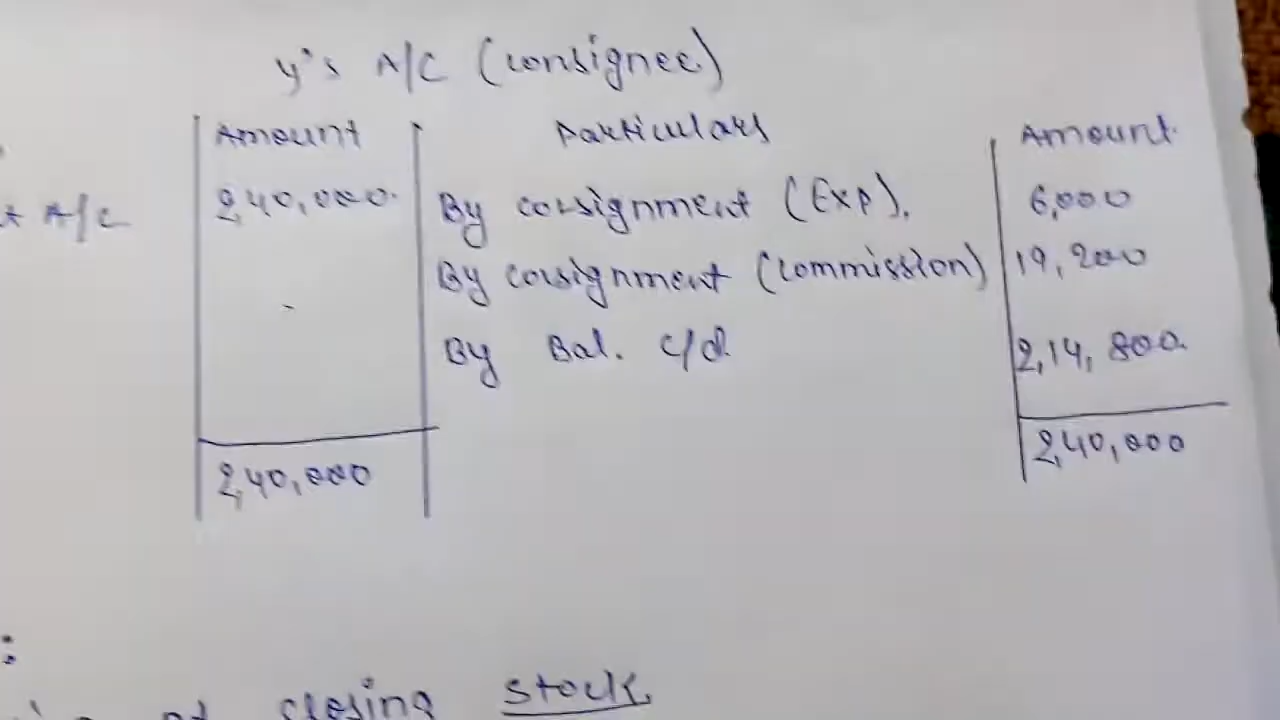 y's A/C (consignee)
Amount Particulars Amount
A/C 2,40,000. By consignment (Exp). 6,000
By consignment (commission) 19,200
By Bal. c/d. 2,14,800.
2,40,000 2,40,000
:
closing stock